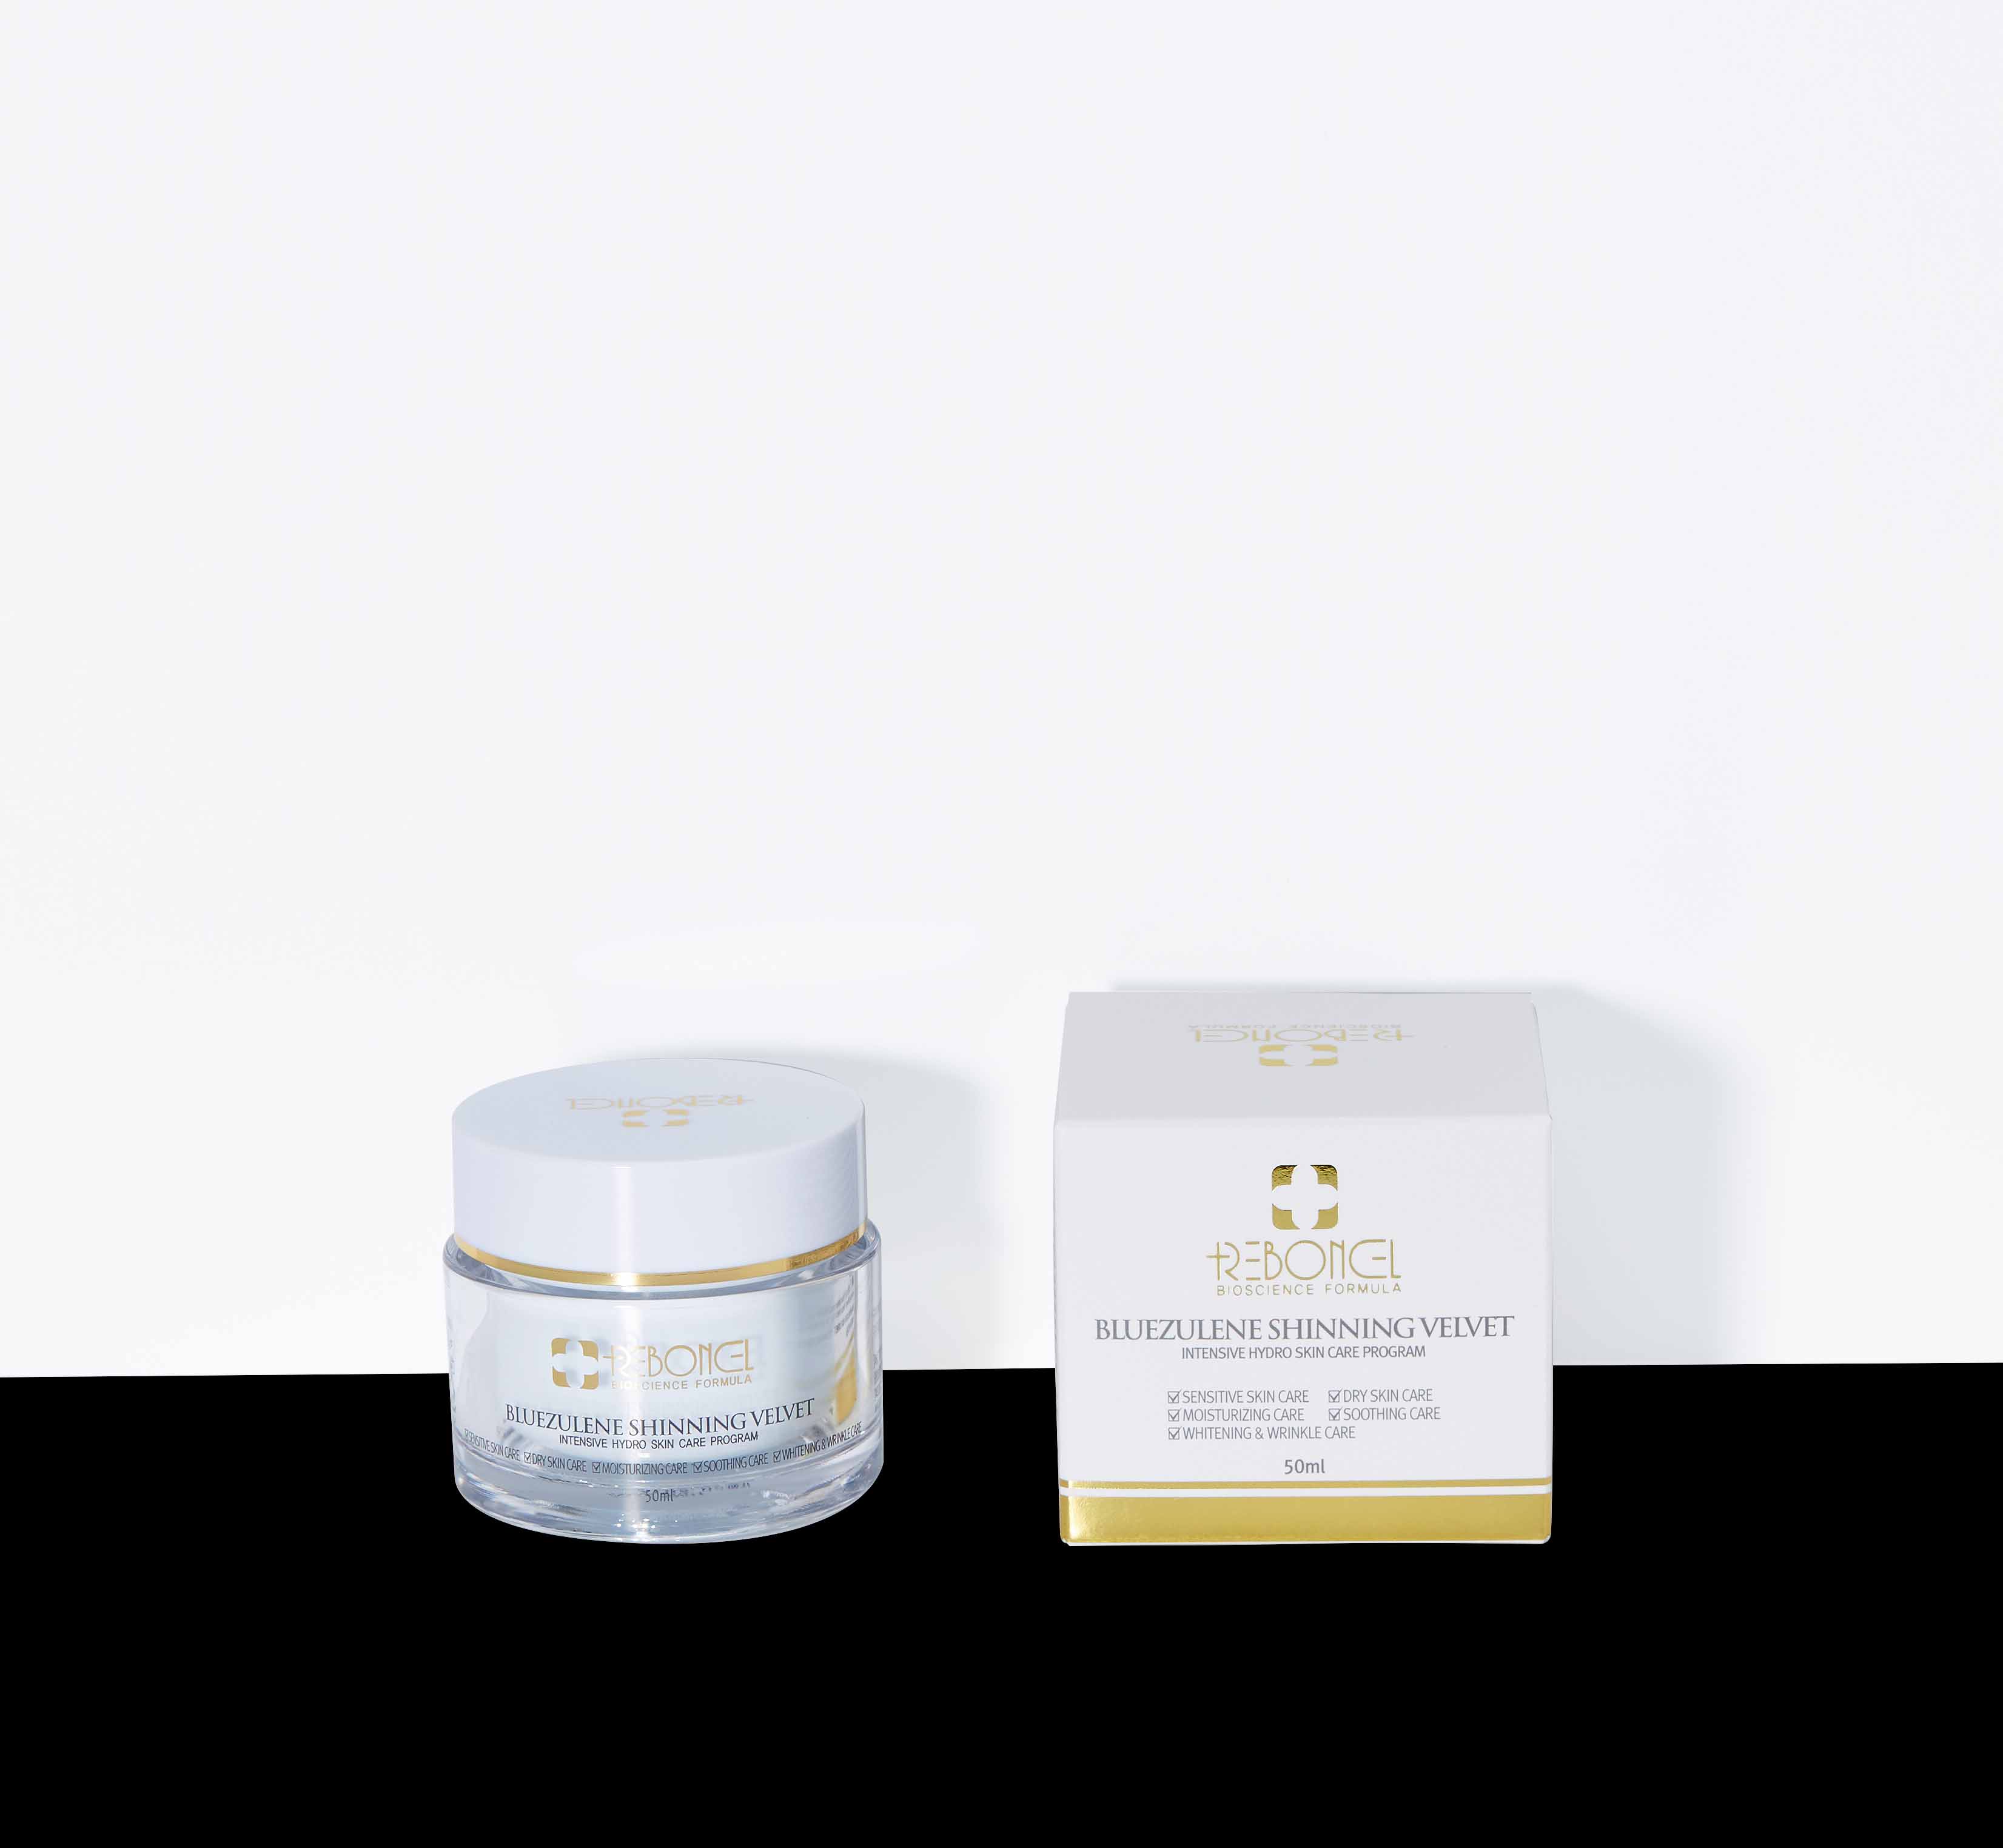 REBONCEL
REBONCEL
BIOSCIENCE FORMULA
BLUEZULENE SHINNING VELVET
INTENSIVE HYDRO SKIN CARE PROGRAM
☑SENSITIVE SKIN CARE ☑DRY SKIN CARE ☑MOISTURIZING CARE ☑SOOTHING CARE ☑WHITENING & WRINKLE CARE
50ml
BIOSCIENCE FORMULA
REBONCEL
REBONCEL
BIOSCIENCE FORMULA
BLUEZULENE SHINNING VELVET
INTENSIVE HYDRO SKIN CARE PROGRAM
☑SENSITIVE SKIN CARE ☑DRY SKIN CARE
☑MOISTURIZING CARE ☑SOOTHING CARE
☑WHITENING & WRINKLE CARE
50ml